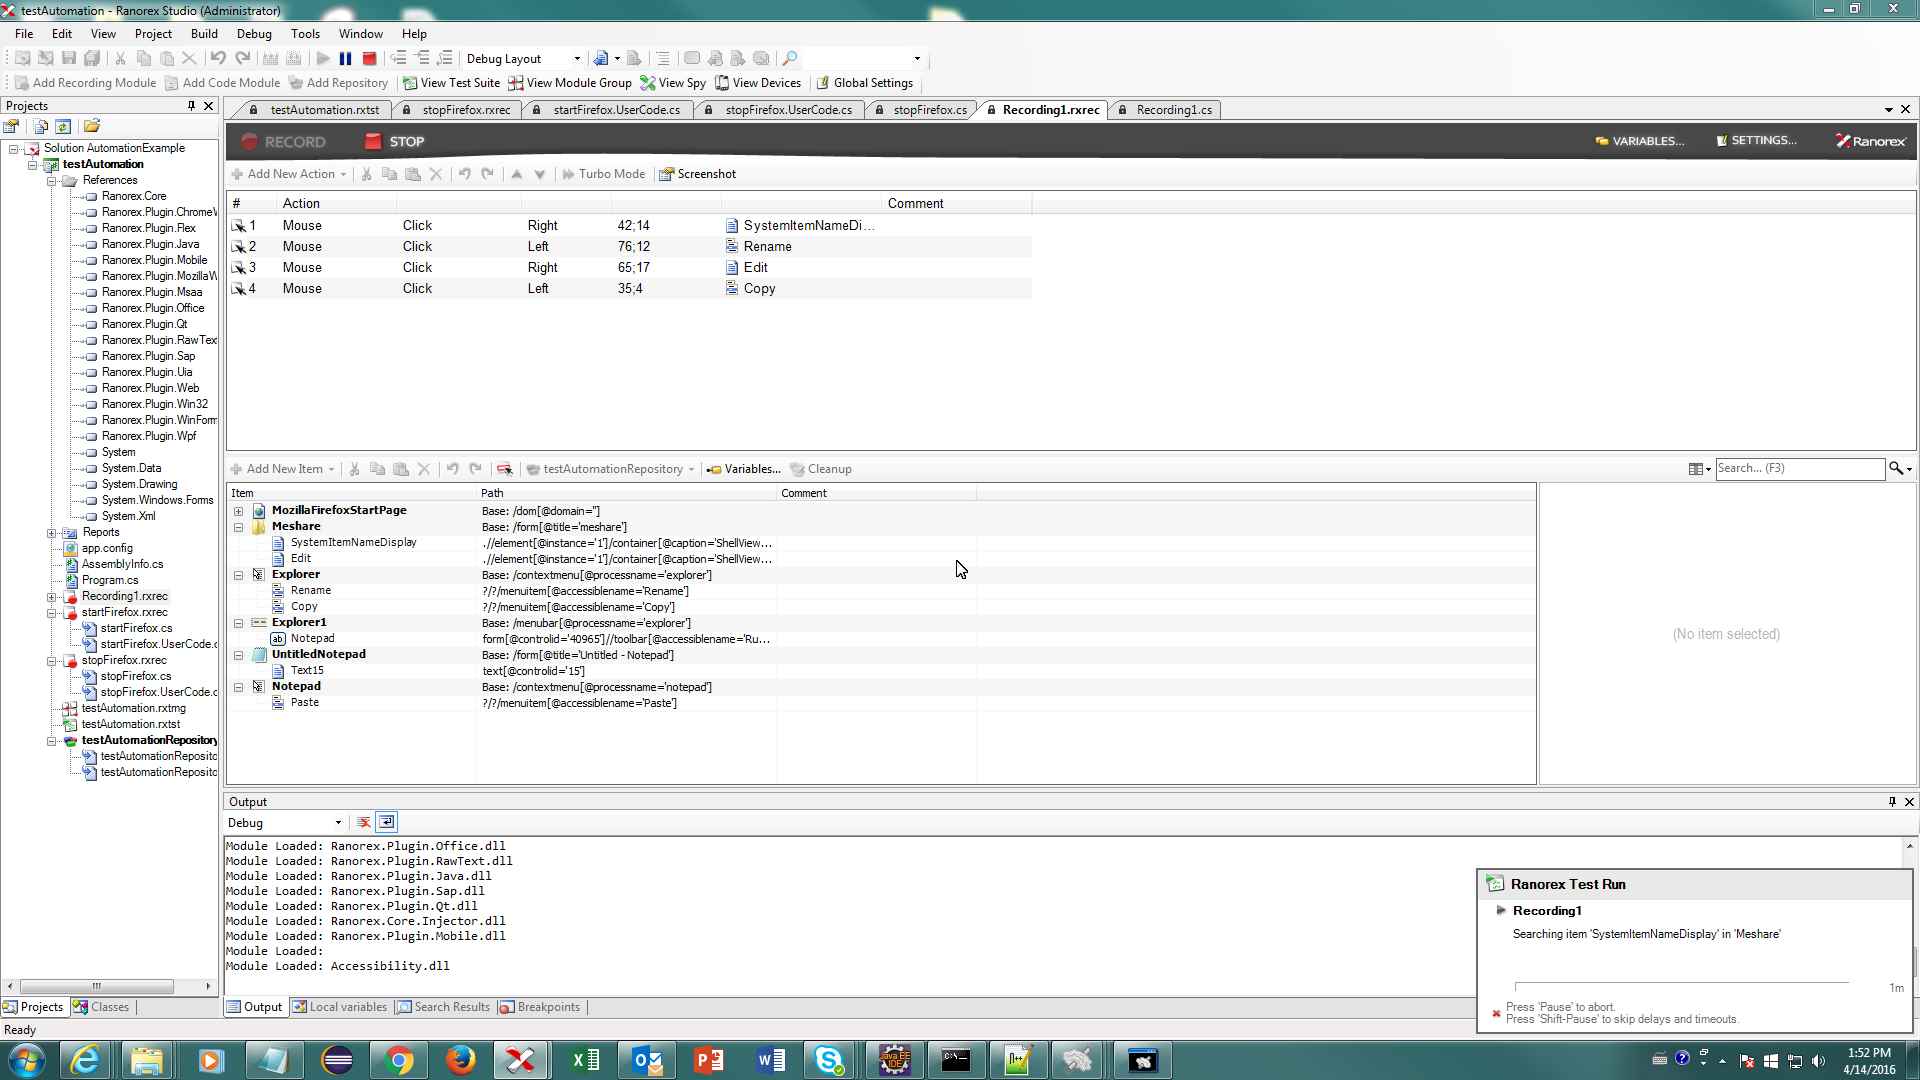 testAutomation - Ranorex Studio (Administrator)
File Edit View Project Build Debug Tools Window Help
Debug Layout
Add Recording Module Add Code Module Add Repository View Test Suite View Module Group View Spy View Devices Global Settings
Projects
testAutomation.rxtst stopFirefox.rxrec startFirefox.UserCode.cs stopFirefox.UserCode.cs stopFirefox.cs Recording1.rxrec Recording1.cs
RECORD STOP VARIABLES... SETTINGS... Ranorex
Add New Action Turbo Mode Screenshot
# Action Comment
1 Mouse Click Right 42;14 SystemItemNameDi...
2 Mouse Click Left 76;12 Rename
3 Mouse Click Right 65;17 Edit
4 Mouse Click Left 35;4 Copy
Solution AutomationExample
testAutomation
References
Ranorex.Core
Ranorex.Plugin.Chrome
Ranorex.Plugin.Flex
Ranorex.Plugin.Java
Ranorex.Plugin.Mobile
Ranorex.Plugin.MozillaW
Ranorex.Plugin.Msaa
Ranorex.Plugin.Office
Ranorex.Plugin.Qt
Ranorex.Plugin.RawTex
Ranorex.Plugin.Sap
Ranorex.Plugin.Uia
Ranorex.Plugin.Web
Ranorex.Plugin.Win32
Ranorex.Plugin.WinForm
Ranorex.Plugin.Wpf
System
System.Data
System.Drawing
System.Windows.Forms
System.Xml
Reports
app.config
AssemblyInfo.cs
Program.cs
Recording1.rxrec
startFirefox.rxrec
startFirefox.cs
startFirefox.UserCode.c
stopFirefox.rxrec
stopFirefox.cs
stopFirefox.UserCode.c
testAutomation.rxtmg
testAutomation.rxtst
testAutomationRepository
testAutomationReposito
testAutomationReposito
Projects Classes
Add New Item testAutomationRepository Variables... Cleanup Search... (F3)
Item Path Comment
MozillaFirefoxStartPage Base: /dom[@domain='']
Meshare Base: /form[@title='meshare']
SystemItemNameDisplay .//element[@instance='1']/container[@caption='ShellView...
Edit .//element[@instance='1']/container[@caption='ShellView...
Explorer Base: /contextmenu[@processname='explorer']
Rename ?/?/menuitem[@accessiblename='Rename']
Copy ?/?/menuitem[@accessiblename='Copy']
Explorer1 Base: /menubar[@processname='explorer']
Notepad form[@controlid='40965']//toolbar[@accessiblename='Ru...
UntitledNotepad Base: /form[@title='Untitled - Notepad']
Text15 text[@controlid='15']
Notepad Base: /contextmenu[@processname='notepad']
Paste ?/?/menuitem[@accessiblename='Paste']
(No item selected)
Output
Debug
Module Loaded: Ranorex.Plugin.Office.dll
Module Loaded: Ranorex.Plugin.RawText.dll
Module Loaded: Ranorex.Plugin.Java.dll
Module Loaded: Ranorex.Plugin.Sap.dll
Module Loaded: Ranorex.Plugin.Qt.dll
Module Loaded: Ranorex.Core.Injector.dll
Module Loaded: Ranorex.Plugin.Mobile.dll
Module Loaded:
Module Loaded: Accessibility.dll
Output Local variables Search Results Breakpoints
Ranorex Test Run
Recording1
Searching item 'SystemItemNameDisplay' in 'Meshare'
1m
Press 'Pause' to abort.
Press 'Shift-Pause' to skip delays and timeouts.
Ready
Java EE
IDE
1:52 PM
4/14/2016